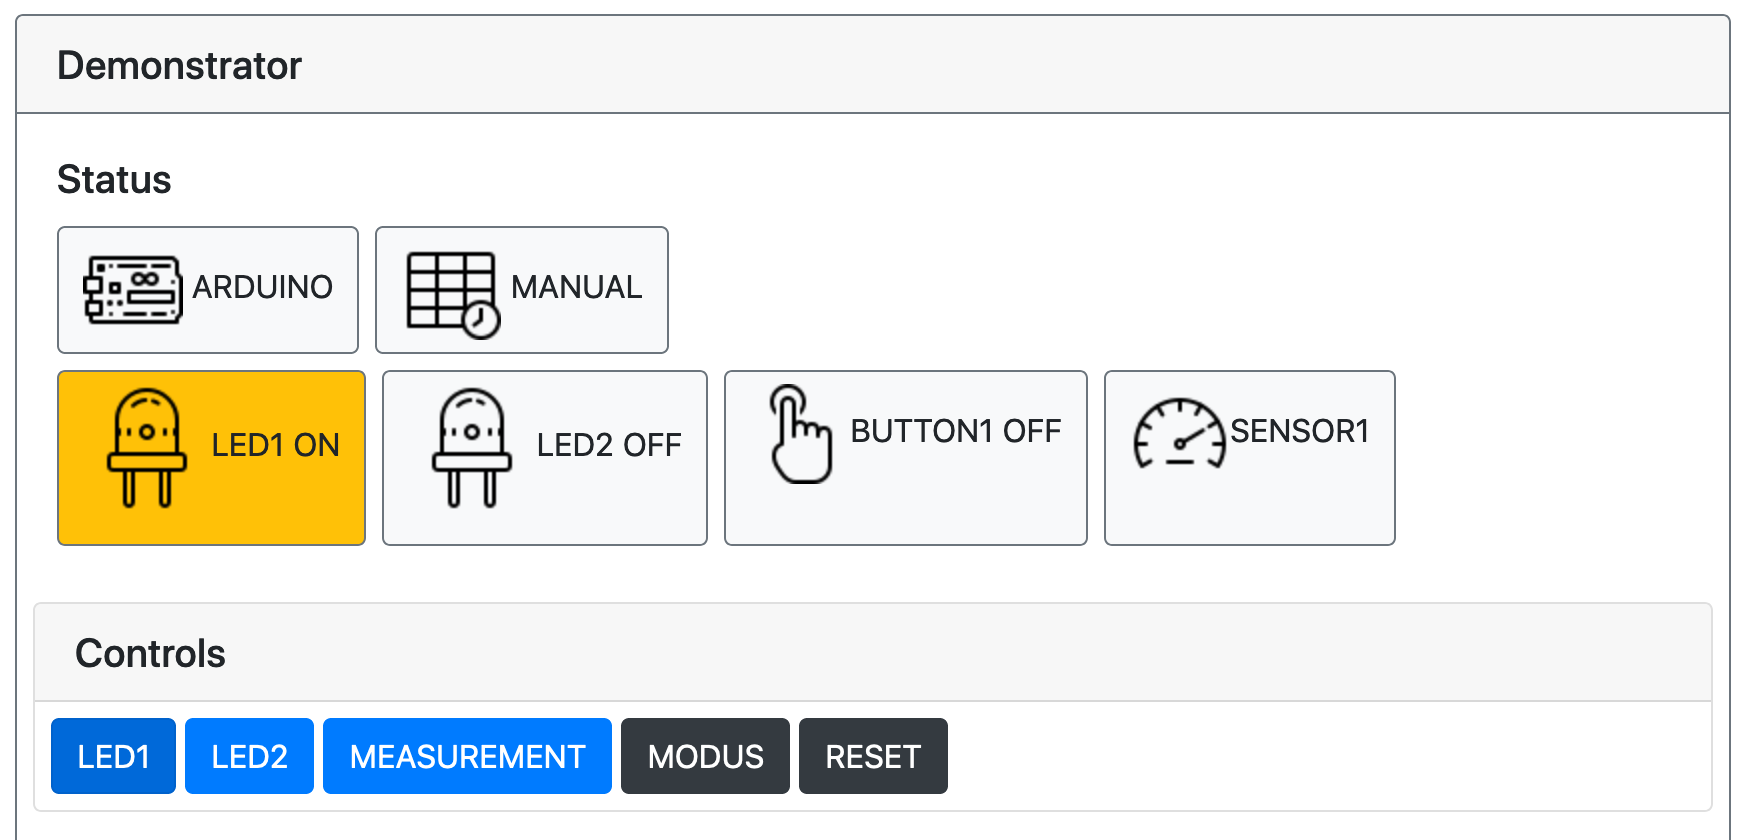 Demonstrator
Status
ARDUINO MANUAL
LED1 ON LED2 OFF BUTTON1 OFF SENSOR1
Controls
LED1 LED2 MEASUREMENT MODUS RESET